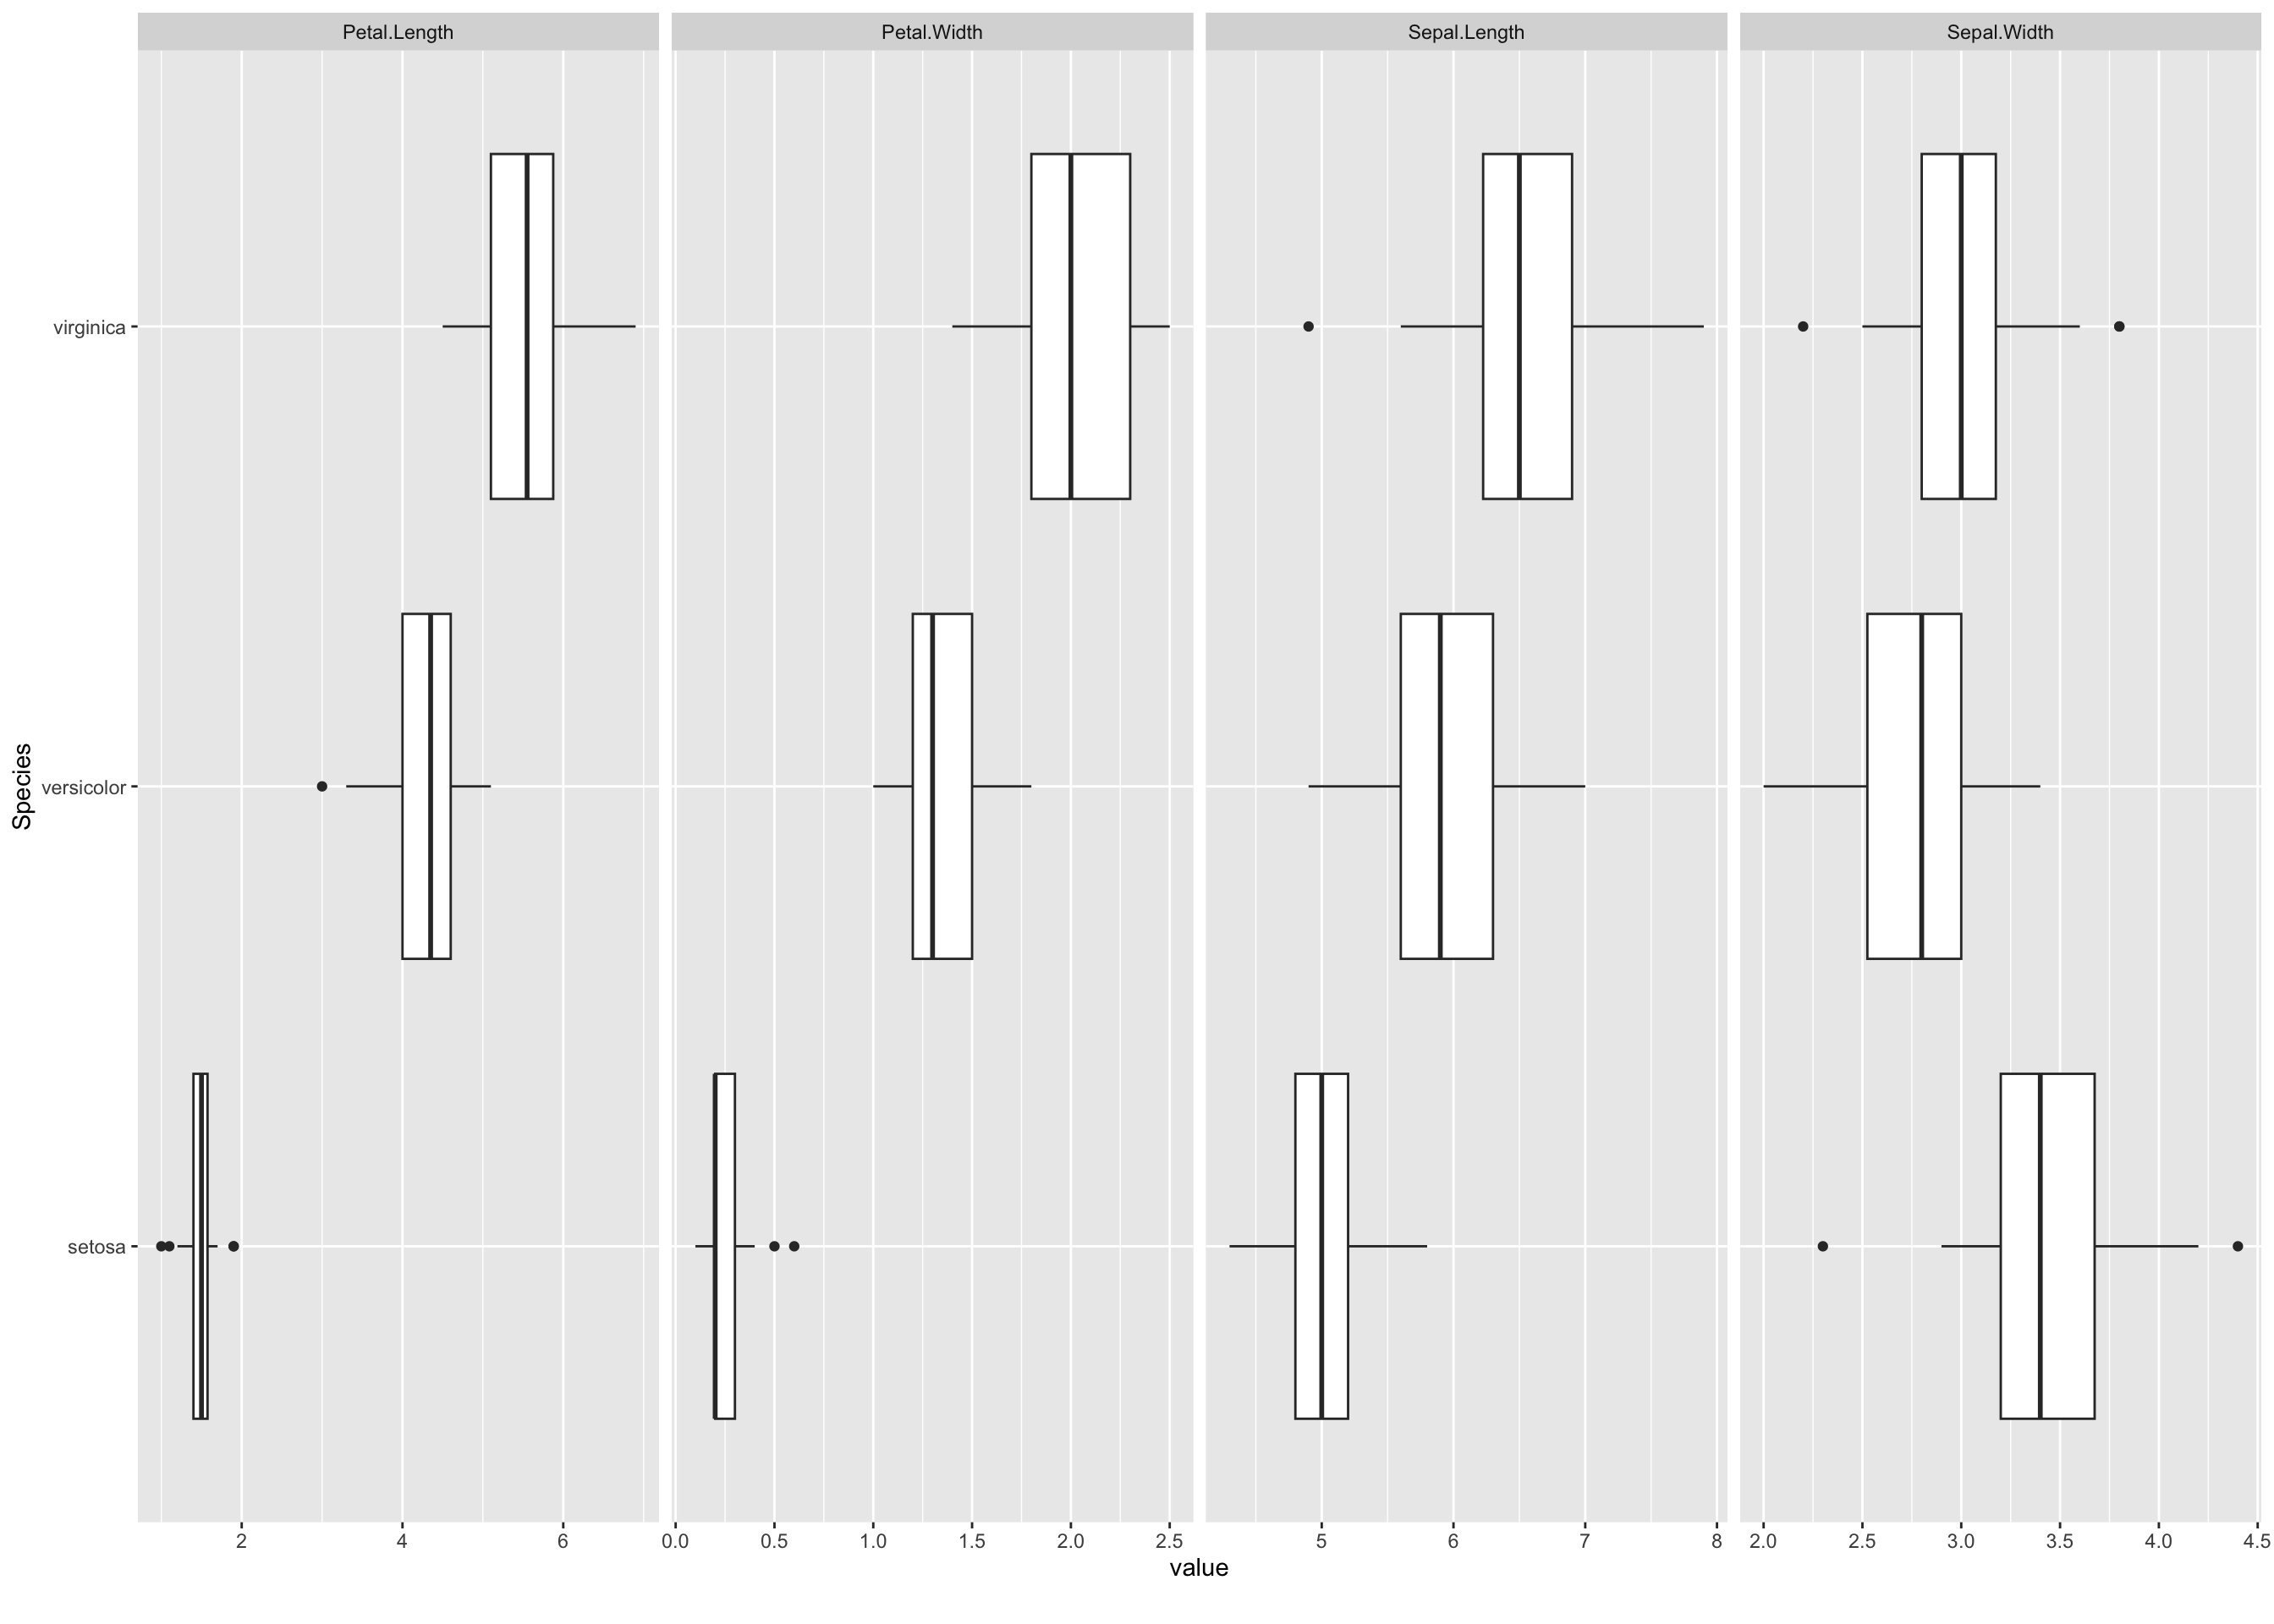 Petal.Length Petal.Width Sepal.Length Sepal.Width
virginica
versicolor
setosa
Species
2 4 6 0.0 0.5 1.0 1.5 2.0 2.5 5 6 7 8 2.0 2.5 3.0 3.5 4.0 4.5
value